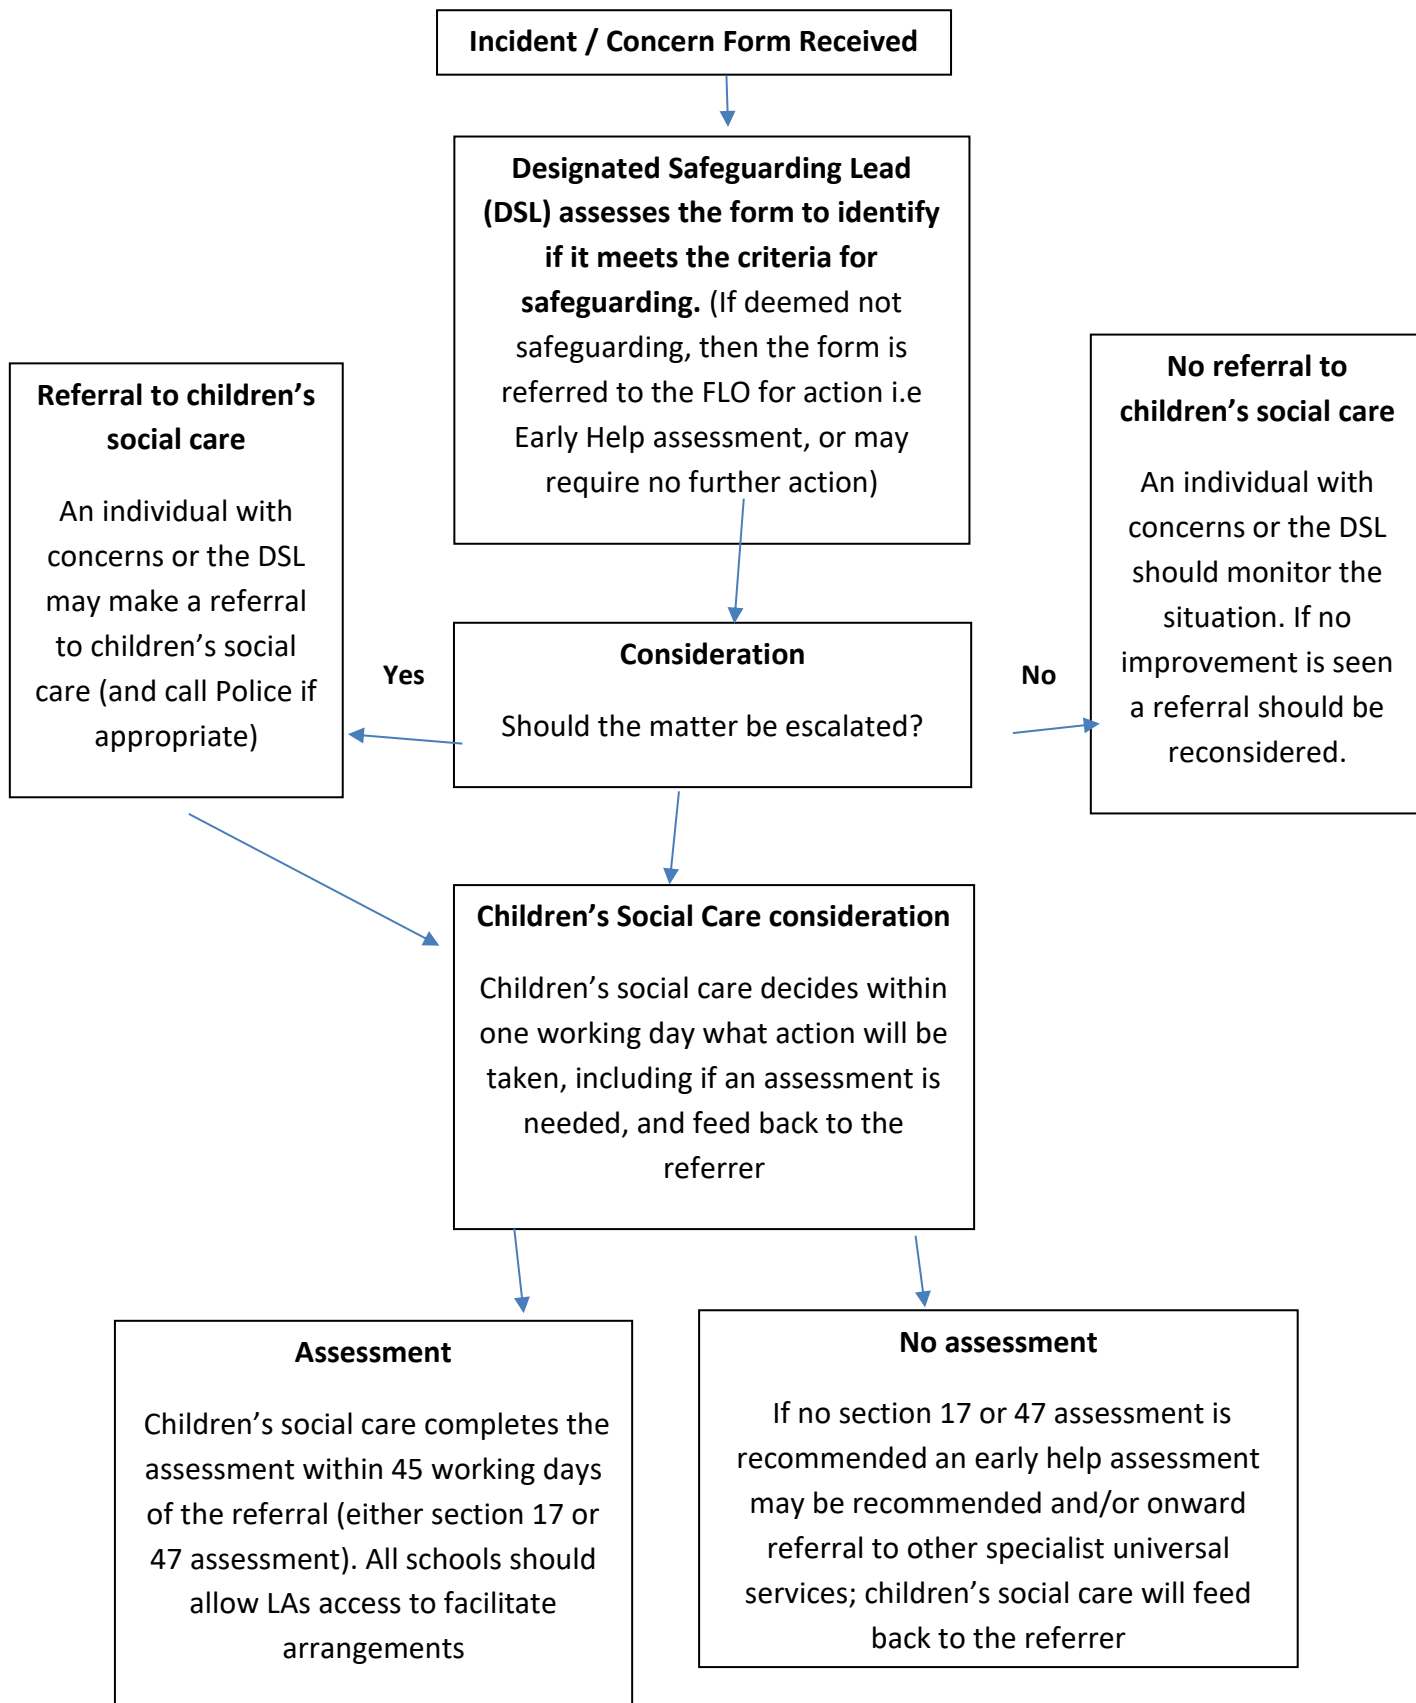 Incident / Concern Form Received
Designated Safeguarding Lead
(DSL) assesses the form to identify
if it meets the criteria for
safeguarding. (If deemed not
safeguarding, then the form is
referred to the FLO for action i.e
Early Help assessment, or may
require no further action)
Referral to children’s
social care
An individual with
concerns or the DSL
may make a referral
to children’s social
care (and call Police if
appropriate)
Yes
Consideration
Should the matter be escalated?
No
No referral to
children’s social care
An individual with
concerns or the DSL
should monitor the
situation. If no
improvement is seen
a referral should be
reconsidered.
Children’s Social Care consideration
Children’s social care decides within
one working day what action will be
taken, including if an assessment is
needed, and feed back to the
referrer
Assessment
Children’s social care completes the
assessment within 45 working days
of the referral (either section 17 or
47 assessment). All schools should
allow LAs access to facilitate
arrangements
No assessment
If no section 17 or 47 assessment is
recommended an early help assessment
may be recommended and/or onward
referral to other specialist universal
services; children’s social care will feed
back to the referrer